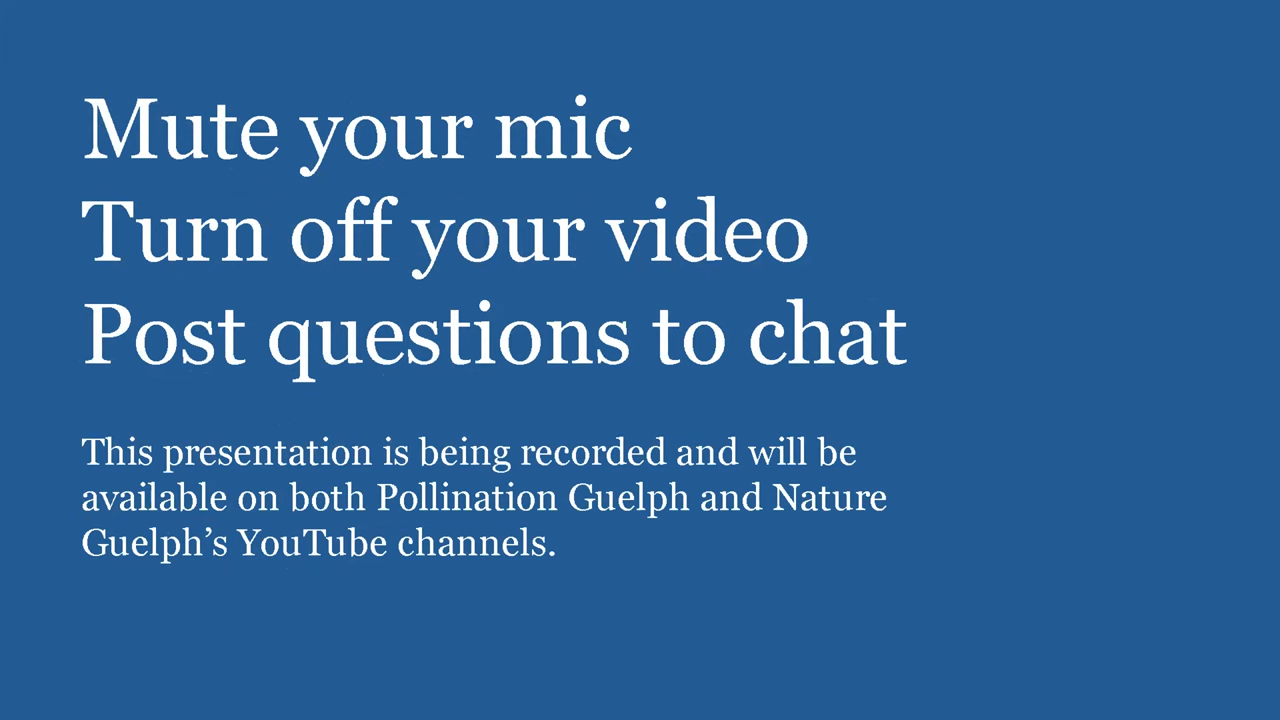 Mute your mic
Turn off your video
Post questions to chat
This presentation is being recorded and will be
available on both Pollination Guelph and Nature
Guelph’s YouTube channels.